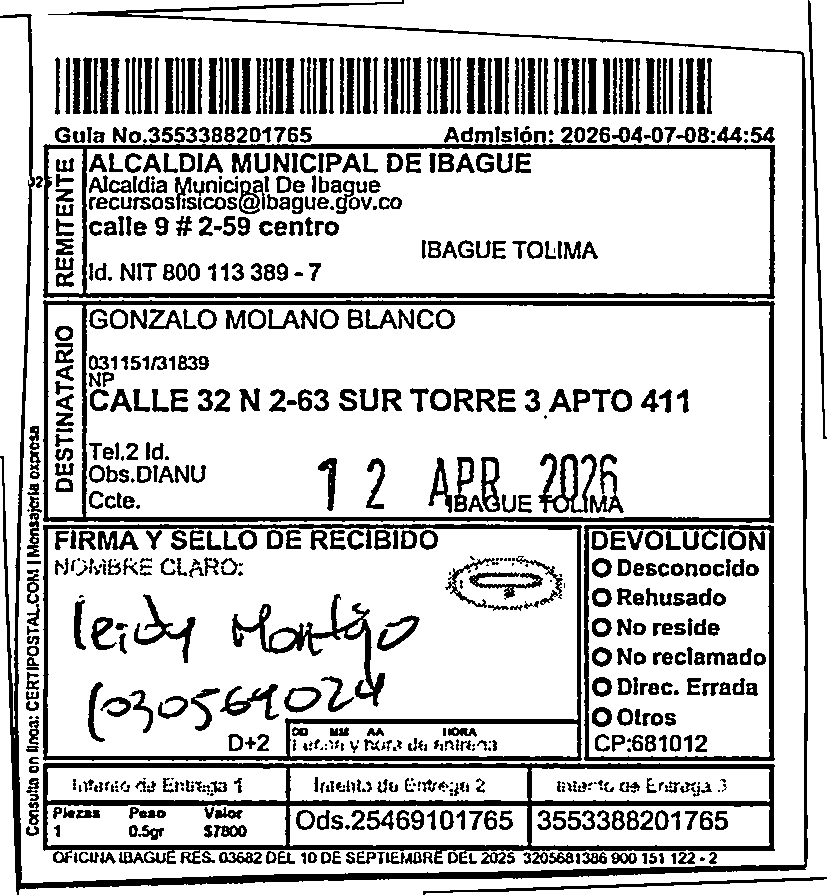 Guia No.3553388201765 Admisión: 2026-04-07-08:44:54
REMITENTE
ALCALDIA MUNICIPAL DE IBAGUE
Alcaldia Municipal De Ibague
recursosfisicos@ibague.gov.co
calle 9 # 2-59 centro
IBAGUE TOLIMA
Id. NIT 800 113 389 - 7
DESTINATARIO
GONZALO MOLANO BLANCO
031151/31839
NP
CALLE 32 N 2-63 SUR TORRE 3 APTO 411
Tel.2 Id.
Obs.DIANU
Ccte.
12 APR 2026
IBAGUE TOLIMA
FIRMA Y SELLO DE RECIBIDO
NOMBRE CLARO:
leidy
1030569024
D+2
DD MM AA HORA
Fecha y hora de entrega
DEVOLUCION
Desconocido
Rehusado
No reside
No reclamado
Direc. Errada
Otros
CP:681012
Intento de Entrega 1 Intento de Entrega 2 Intento de Entrega 3
Piezas Peso Valor
1 0.5gr $7800
Ods.25469101765 3553388201765
OFICINA IBAGUE RES. 03682 DEL 10 DE SEPTIEMBRE DEL 2025 3205681386 900 151 122 - 2
Consulta en linea: CERTIPOSTAL.COM | Mensajeria expresa